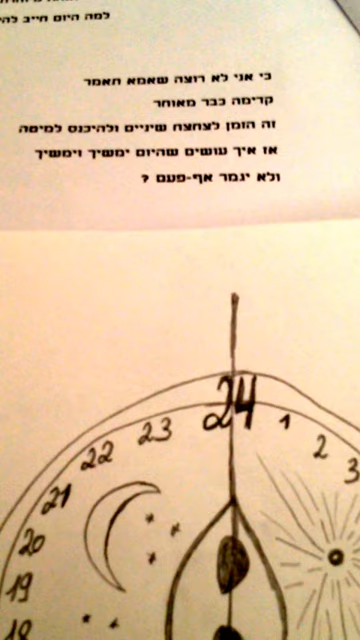 למה היום חייב
כי אני לא רוצה שאמא תאמר
קדימה כבר מאוחר
זה הזמן לצחצח שיניים ולהיכנס למיטה
אז איך עושים שהיום ימשיך וימשיך
ולא יגמר אף-פעם ?
24
23
22
21
20
19
18
1
2
3